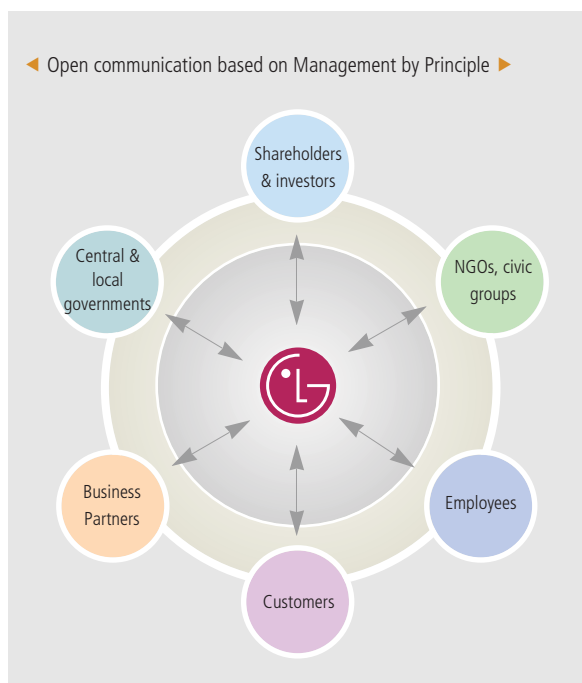 Open communication based on Management by Principle
Shareholders
& investors
Central &
local
governments
NGOs, civic
groups
LG
Business
Partners
Employees
Customers